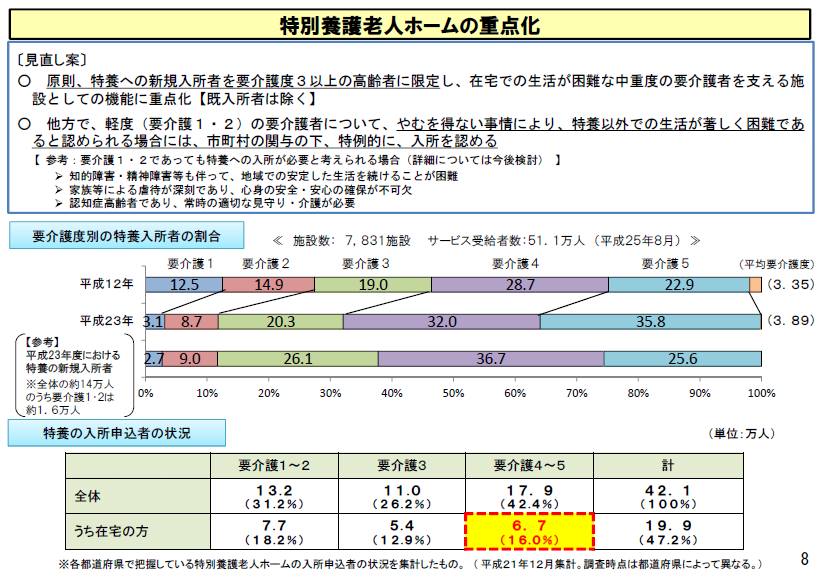 特別養護老人ホームの重点化
〔見直し案〕
○ 原則、特養への新規入所者を要介護度３以上の高齢者に限定し、在宅での生活が困難な中重度の要介護者を支える施
設としての機能に重点化【既入所者は除く】
○ 他方で、軽度（要介護１・２）の要介護者について、やむを得ない事情により、特養以外での生活が著しく困難であ
ると認められる場合には、市町村の関与の下、特例的に、入所を認める
【 参考：要介護１・２であっても特養への入所が必要と考えられる場合（詳細については今後検討） 】
➢ 知的障害・精神障害等も伴って、地域での安定した生活を続けることが困難
➢ 家族等による虐待が深刻であり、心身の安全・安心の確保が不可欠
➢ 認知症高齢者であり、常時の適切な見守り・介護が必要
要介護度別の特養入所者の割合
≪ 施設数： ７，８３１施設 サービス受給者数：５１．１万人 （平成２５年８月） ≫
要介護１ 要介護２ 要介護３ 要介護４ 要介護５ （平均要介護度）
平成12年 12.5 14.9 19.0 28.7 22.9 （３．３５）
平成23年 3.1 8.7 20.3 32.0 35.8 （３．８９）
【参考】
平成23年度における
特養の新規入所者
※全体の約14万人
のうち要介護1・2は
約１．６万人
2.7 9.0 26.1 36.7 25.6
0% 10% 20% 30% 40% 50% 60% 70% 80% 90% 100%
特養の入所申込者の状況
（単位：万人）
要介護１～２ 要介護３ 要介護４～５ 計
全体 １３．２ １１．０ １７．９ ４２．１
（３１．２％） （２６．２％） （４２．４％） （１００％）
うち在宅の方 ７．７ ５．４ ６．７ １９．９
（１８．２％） （１２．９％） （１６．０％） （４７．２％）
※各都道府県で把握している特別養護老人ホームの入所申込者の状況を集計したもの。（平成２１年１２月集計。調査時点は都道府県によって異なる。）
8